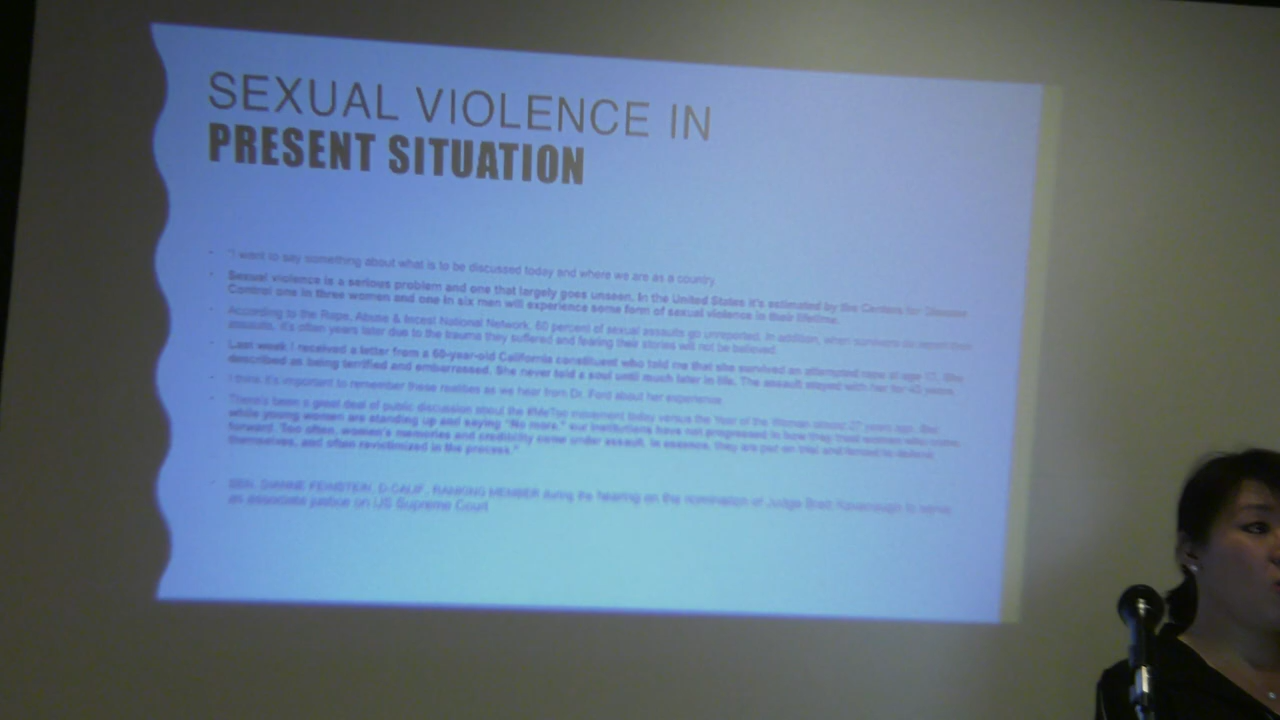 SEXUAL VIOLENCE IN
PRESENT SITUATION
"I want to say something about what is to be discussed today and where we are as a country.
Sexual violence is a serious problem and one that largely goes unseen. In the United States it's estimated by the Centers for Disease
Control one in three women and one in six men will experience some form of sexual violence in their lifetime.
According to the Rape, Abuse & Incest National Network, 60 percent of sexual assaults go unreported. In addition, when survivors do report their
assaults, it's often years later due to the trauma they suffered and fearing their stories will not be believed.
Last week I received a letter from a 60-year-old California constituent who told me that she survived an attempted rape at age 17. She
described as being terrified and embarrassed. She never told a soul until much later in life. The assault stayed with her for 43 years.
I think it's important to remember these realities as we hear from Dr. Ford about her experience.
There's been a great deal of public discussion about the #MeToo movement today versus the Year of the Woman almost 27 years ago. But
while young women are standing up and saying "No more," our institutions have not progressed in how they treat women who come
forward. Too often, women's memories and credibility come under assault. In essence, they are put on trial and forced to defend
themselves, and often revictimized in the process."
SEN. DIANNE FEINSTEIN, D-CALIF., RANKING MEMBER during the hearing on the nomination of Judge Brett Kavanaugh to serve
as associate justice on US Supreme Court